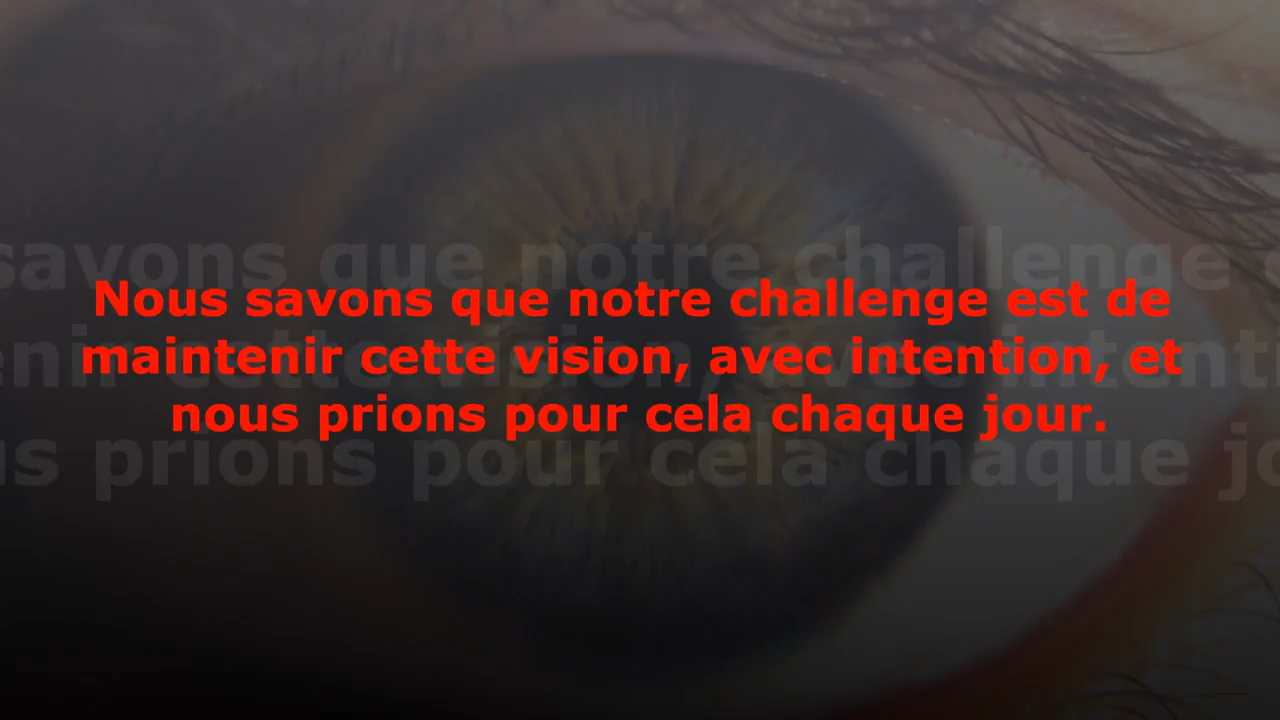 Nous savons que notre challenge est de
maintenir cette vision, avec intention, et
nous prions pour cela chaque jour.